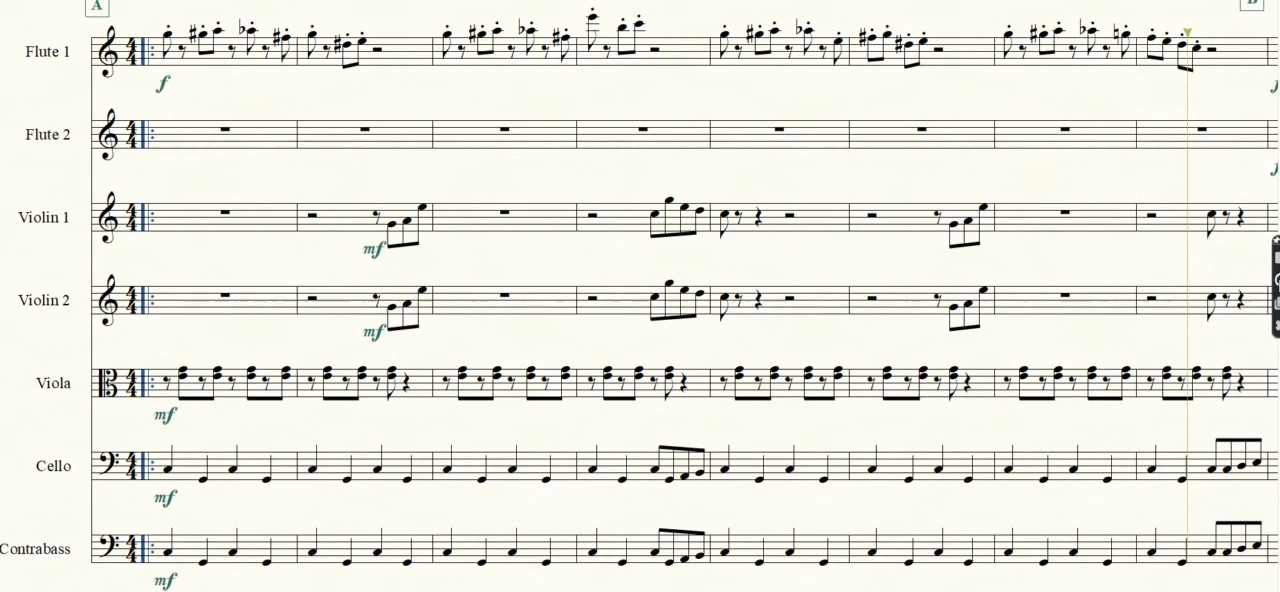 A
B
Flute 1
f
Flute 2
Violin 1
mf
Violin 2
mf
Viola
mf
Cello
mf
Contrabass
mf